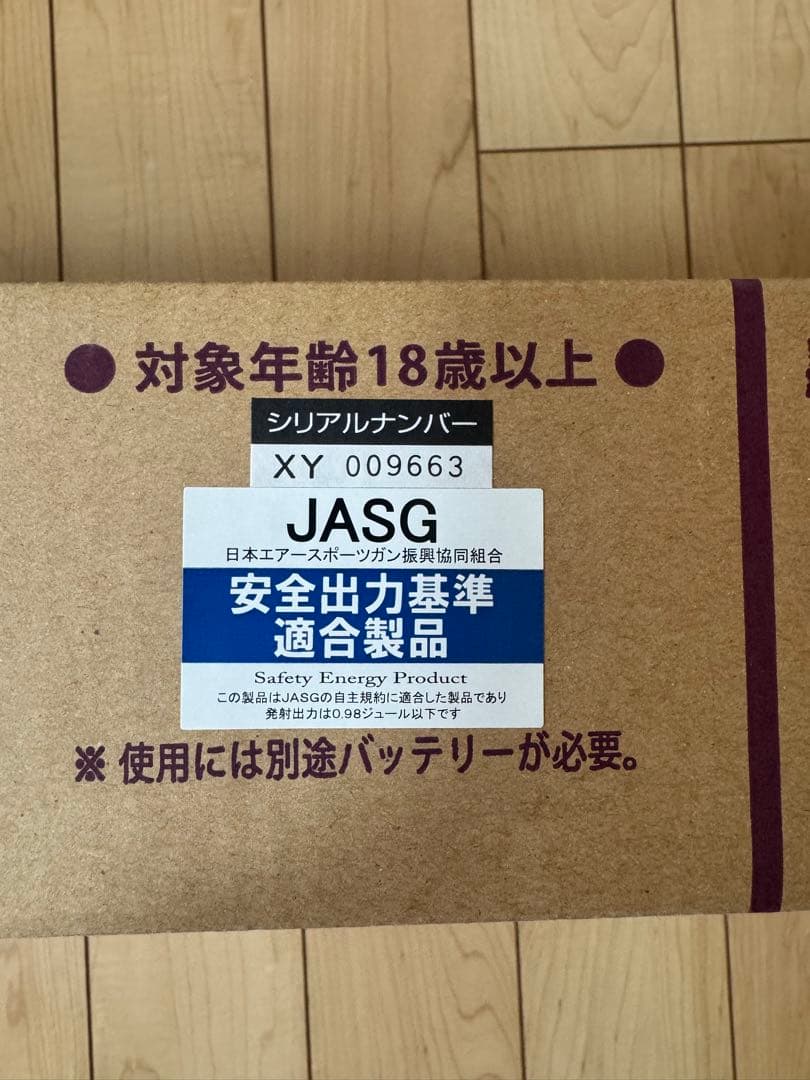 ● 対象年齢18歳以上 ●
シリアルナンバー
XY 009663
JASG
日本エアースポーツガン振興協同組合
安全出力基準
適合製品
Safety Energy Product
この製品はJASGの自主規約に適合した製品であり
発射出力は0.98ジュール以下です
※ 使用には別途バッテリーが必要。